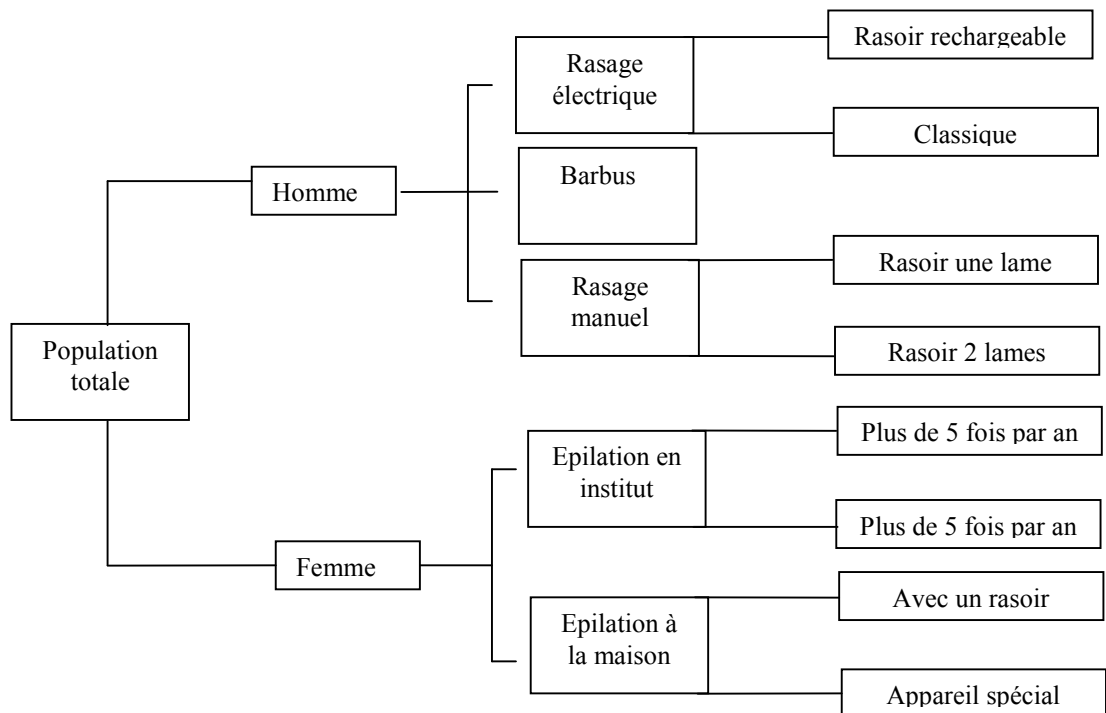 Rasoir rechargeable
Rasage
électrique
Classique
Barbus
Homme
Rasoir une lame
Rasage
manuel
Rasoir 2 lames
Population
totale
Plus de 5 fois par an
Epilation en
institut
Plus de 5 fois par an
Femme
Avec un rasoir
Epilation à
la maison
Appareil spécial